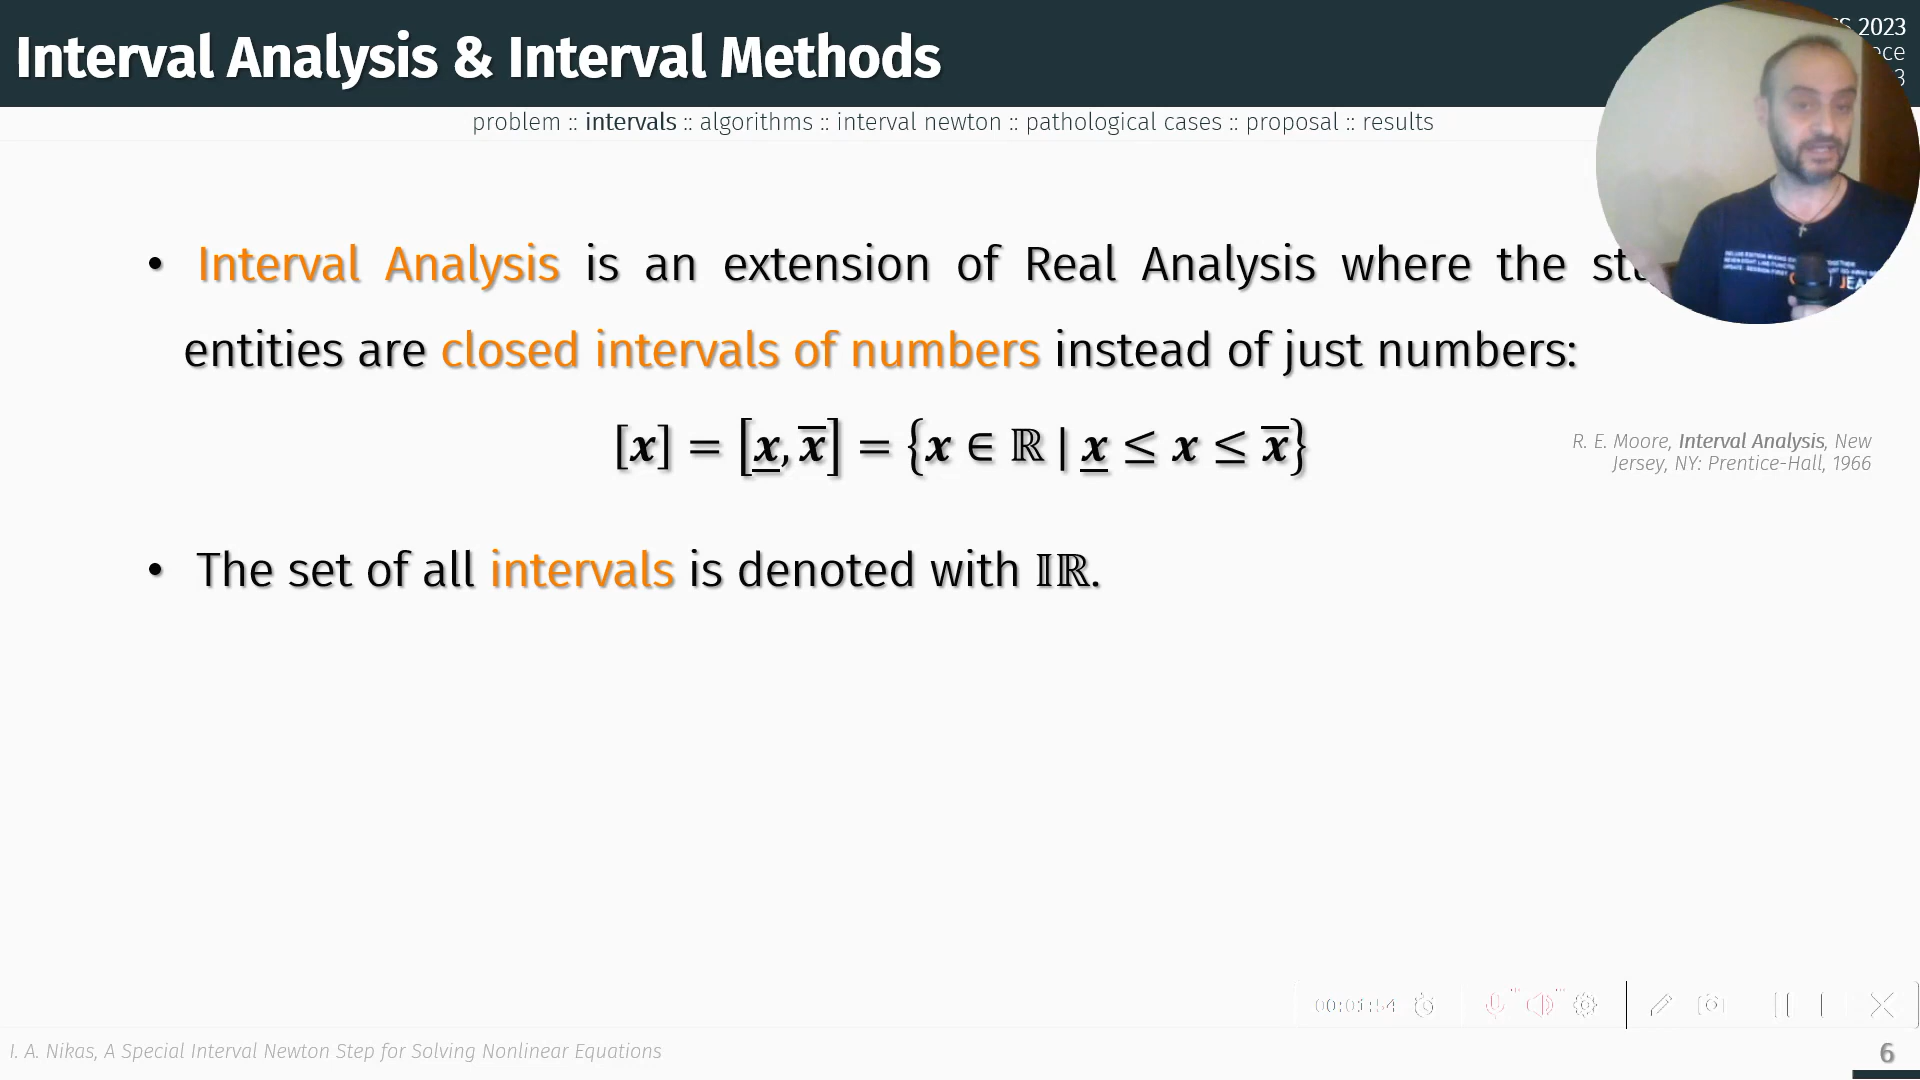 Interval Analysis & Interval Methods
2023
problem :: intervals :: algorithms :: interval newton :: pathological cases :: proposal :: results
• Interval Analysis is an extension of Real Analysis where the
entities are closed intervals of numbers instead of just numbers:
[x] = [x̲, x̅] = {x ∈ ℝ | x̲ ≤ x ≤ x̅}
R. E. Moore, Interval Analysis, New
Jersey, NY: Prentice-Hall, 1966
• The set of all intervals is denoted with 𝕀ℝ.
00:01:54
I. A. Nikas, A Special Interval Newton Step for Solving Nonlinear Equations
6